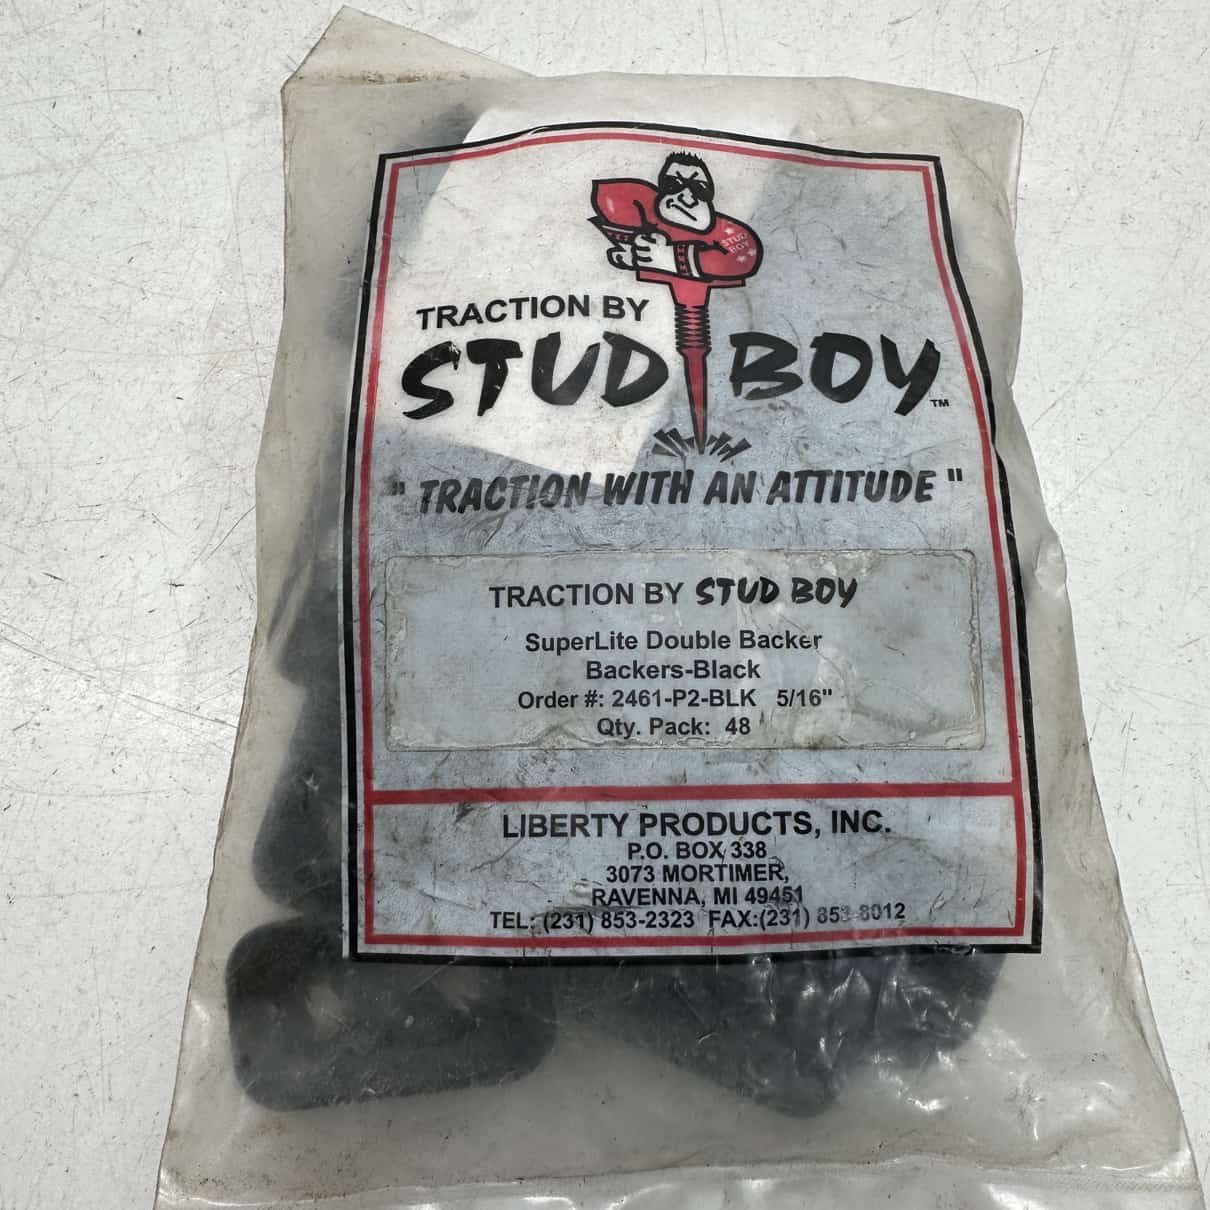 STUD
BOY
TRACTION BY
STUD BOY™
" TRACTION WITH AN ATTITUDE "
TRACTION BY STUD BOY
SuperLite Double Backer
Backers-Black
Order #: 2461-P2-BLK 5/16"
Qty. Pack: 48
LIBERTY PRODUCTS, INC.
P.O. BOX 338
3073 MORTIMER,
RAVENNA, MI 49451
TEL: (231) 853-2323 FAX:(231) 853-8012